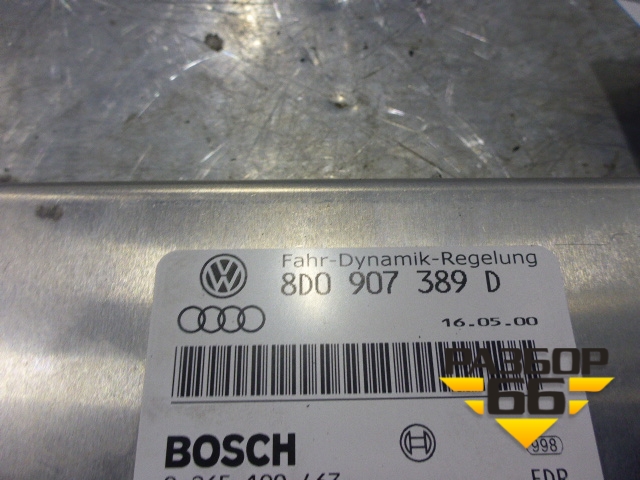 Fahr-Dynamik-Regelung
8D0 907 389 D
16.05.00
РАЗБОР
66
BOSCH
998